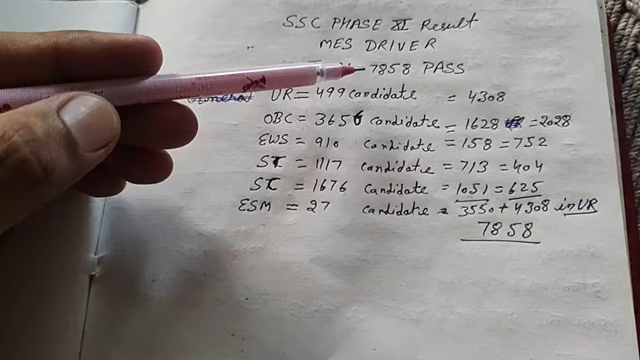 SSC PHASE XI Result
MES DRIVER
7858 PASS
General UR = 499 candidate = 4308
OBC = 3656 candidate = 1628 = 2028
EWS = 910 candidate = 158 = 752
ST = 1117 candidate = 713 = 404
SC = 1676 candidate = 1051 = 625
ESM = 27 candidate = 3550 + 4308 in UR
7858